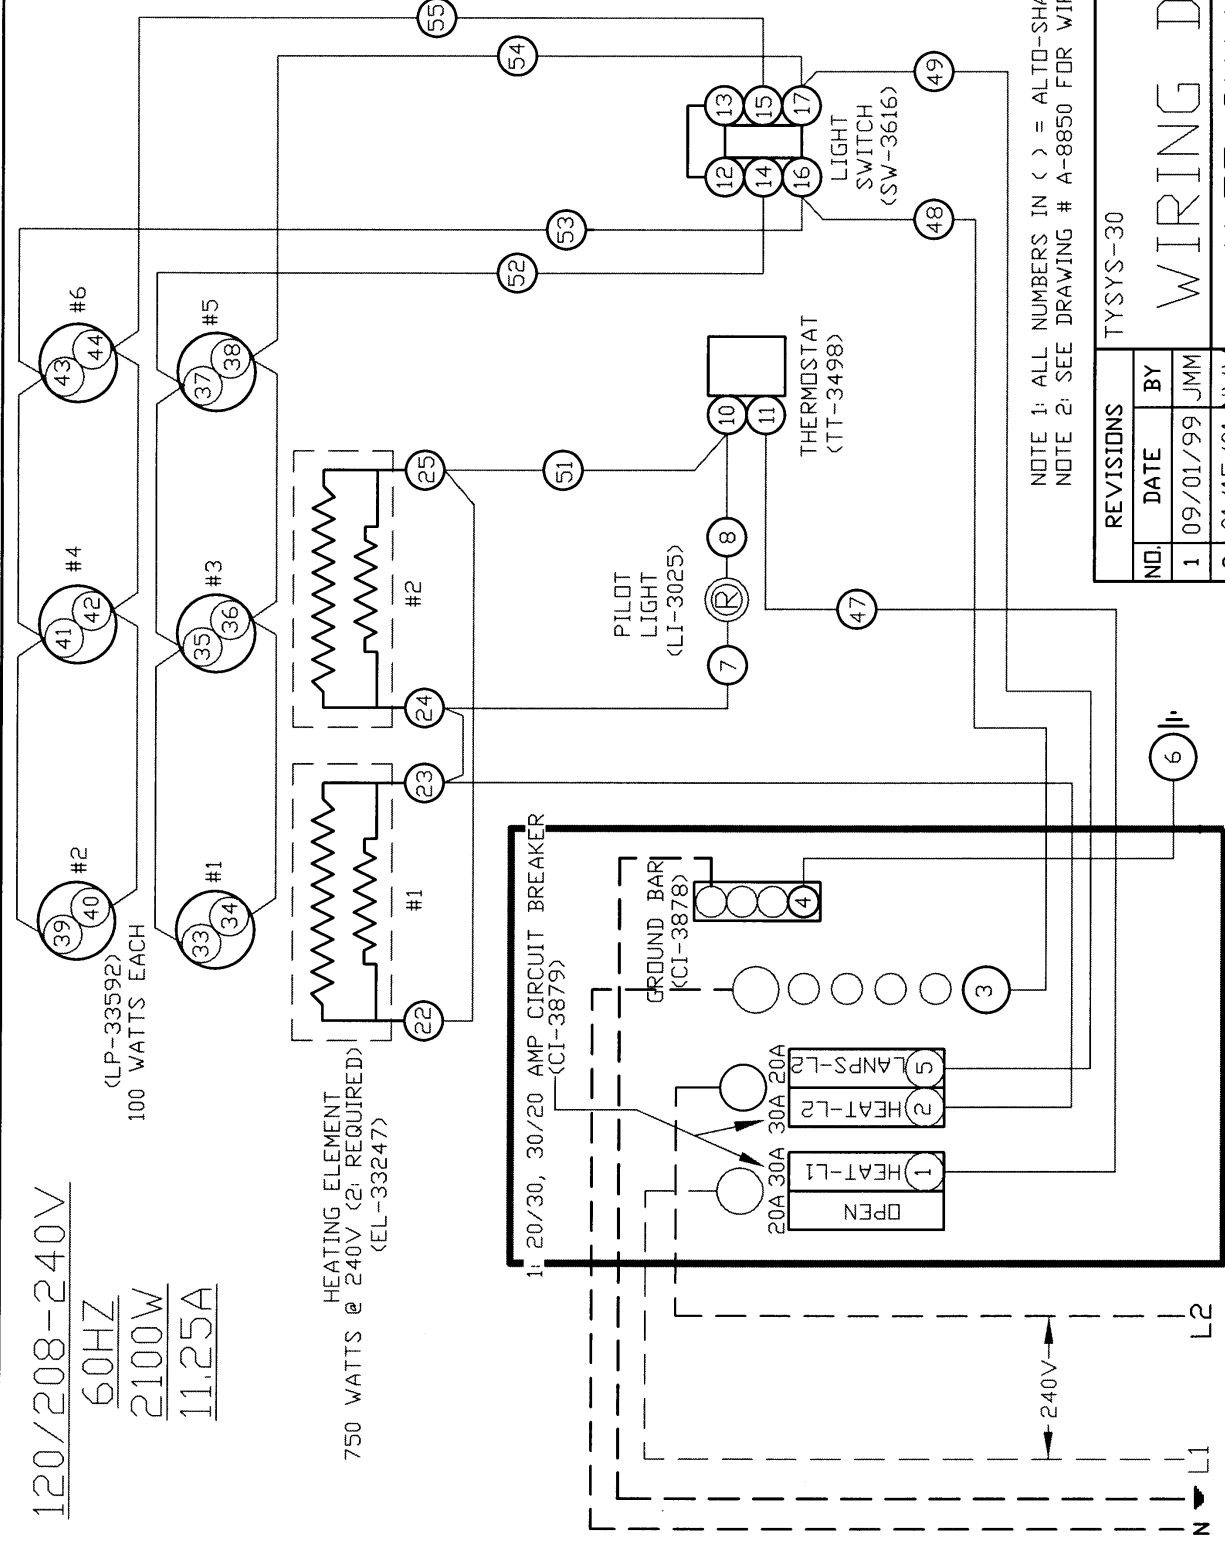 120/208-240V
60HZ
2100W
11.25A
(LP-33592)
100 WATTS EACH
39
40
#2
41
42
#4
43
44
#6
33
34
#1
35
36
#3
37
38
#5
55
54
53
52
HEATING ELEMENT
750 WATTS @ 240V (2: REQUIRED)
(EL-33247)
22
23
#1
24
25
#2
51
PILOT
LIGHT
(LI-3025)
7
R
8
10
11
THERMOSTAT
(TT-3498)
47
12
13
14
15
16
17
LIGHT
SWITCH
(SW-3616)
48
49
1: 20/30, 30/20 AMP CIRCUIT BREAKER
(CI-3879)
GROUND BAR
(CI-3878)
4
3
20A
30A
30A
20A
OPEN
HEAT-L1
1
HEAT-L2
2
LANPS-L2
5
6
N
L1
240V
L2
NOTE 1: ALL NUMBERS IN ( ) = ALTO-SHA
NOTE 2: SEE DRAWING # A-8850 FOR WIR
REVISIONS
NO. DATE BY
1 09/01/99 JMM
TYSYS-30
WIRING D